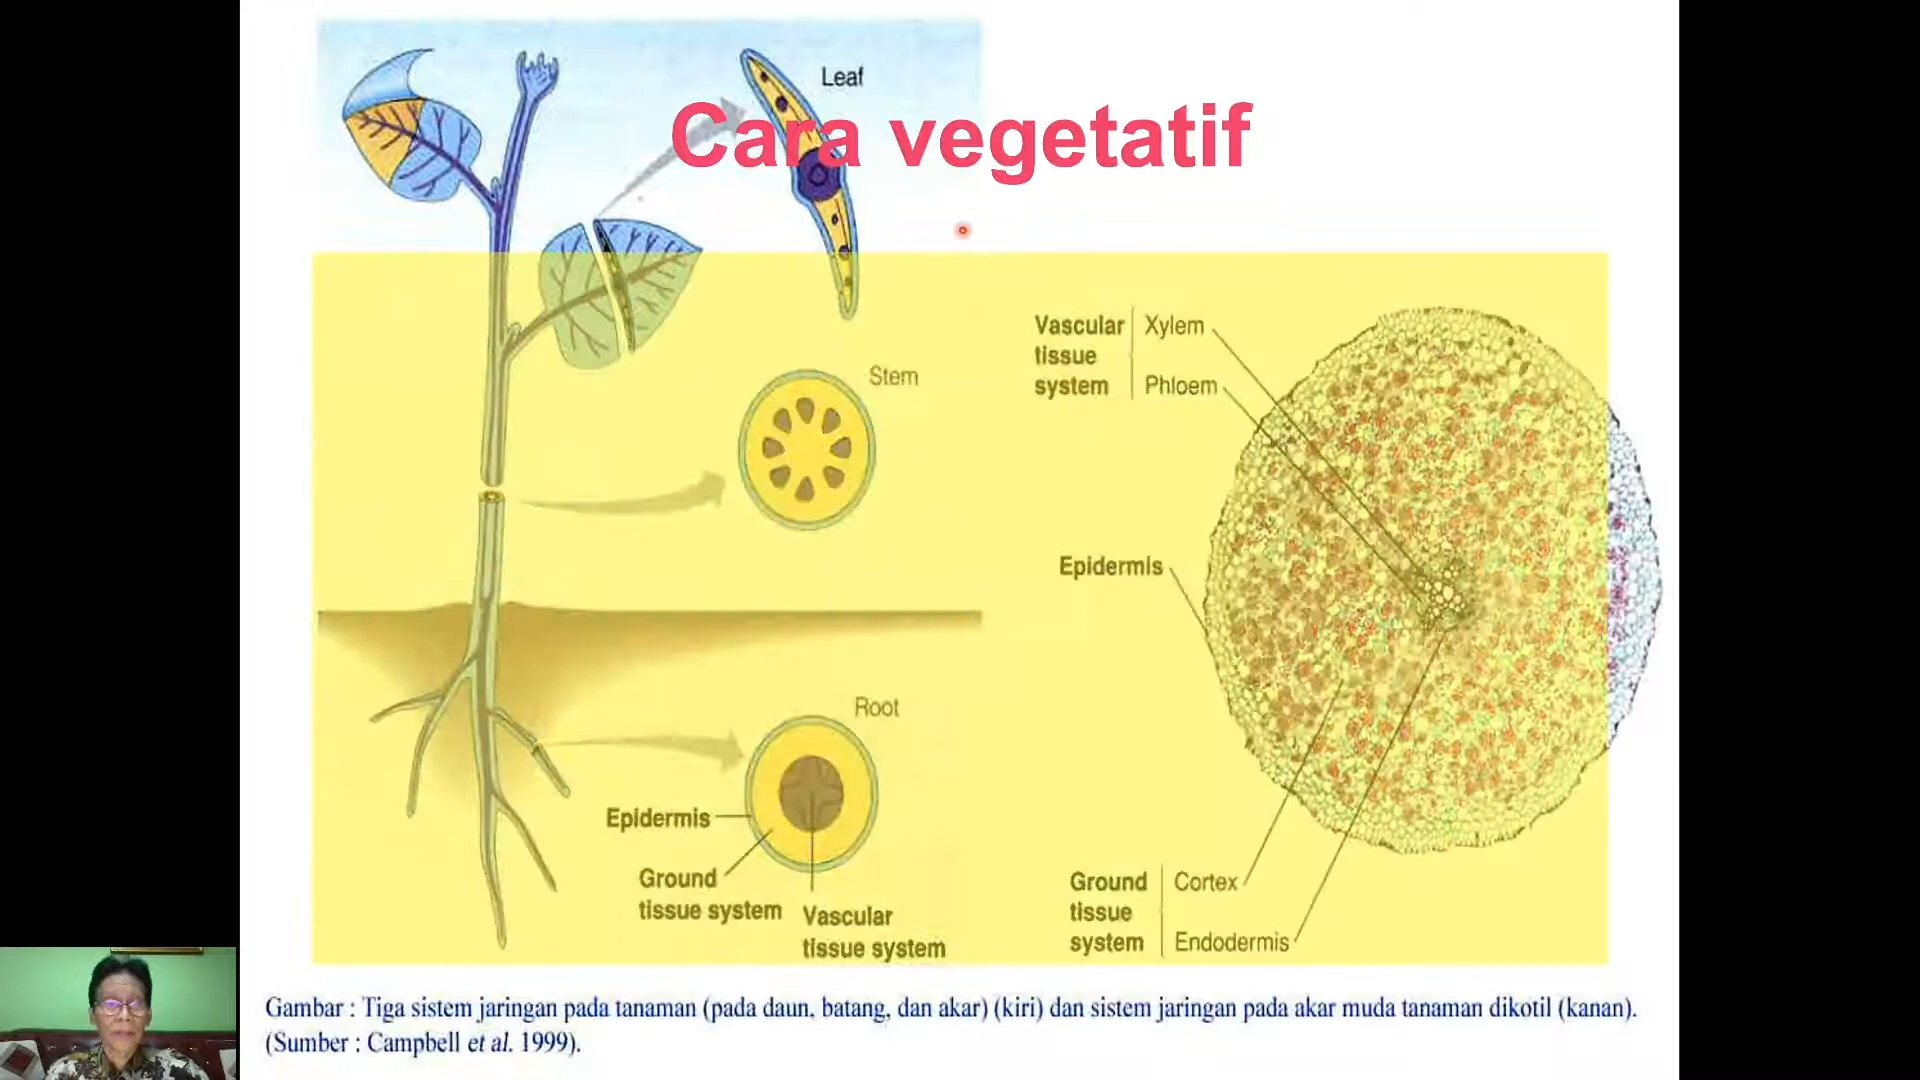 Leaf
Cara vegetatif
Vascular
tissue
system
Xylem
Phloem
Stem
Epidermis
Root
Epidermis
Ground
tissue system
Vascular
tissue system
Ground
tissue
system
Cortex
Endodermis
Gambar : Tiga sistem jaringan pada tanaman (pada daun, batang, dan akar) (kiri) dan sistem jaringan pada akar muda tanaman dikotil (kanan).
(Sumber : Campbell et al. 1999).